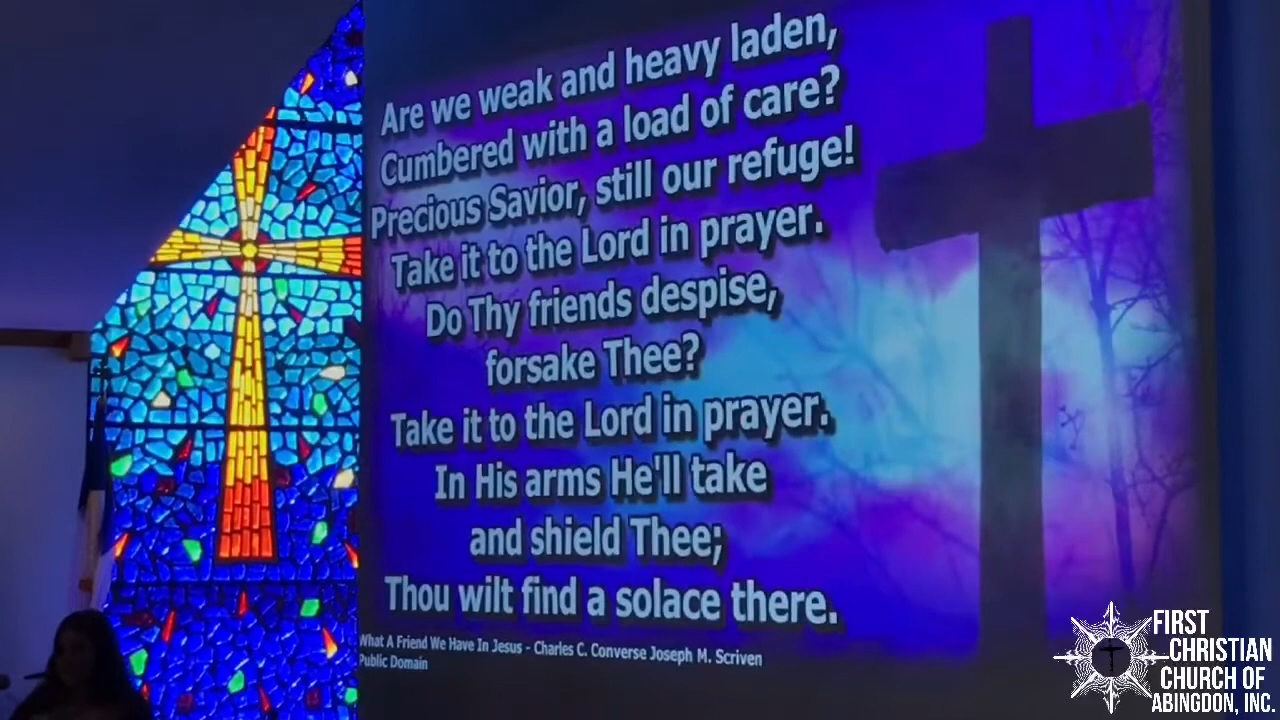 Are we weak and heavy laden,
Cumbered with a load of care?
Precious Savior, still our refuge!
Take it to the Lord in prayer.
Do Thy friends despise,
forsake Thee?
Take it to the Lord in prayer.
In His arms He'll take
and shield Thee;
Thou wilt find a solace there.
What A Friend We Have In Jesus - Charles C. Converse Joseph M. Scriven
Public Domain
FIRST
CHRISTIAN
CHURCH OF
ABINGDON, INC.